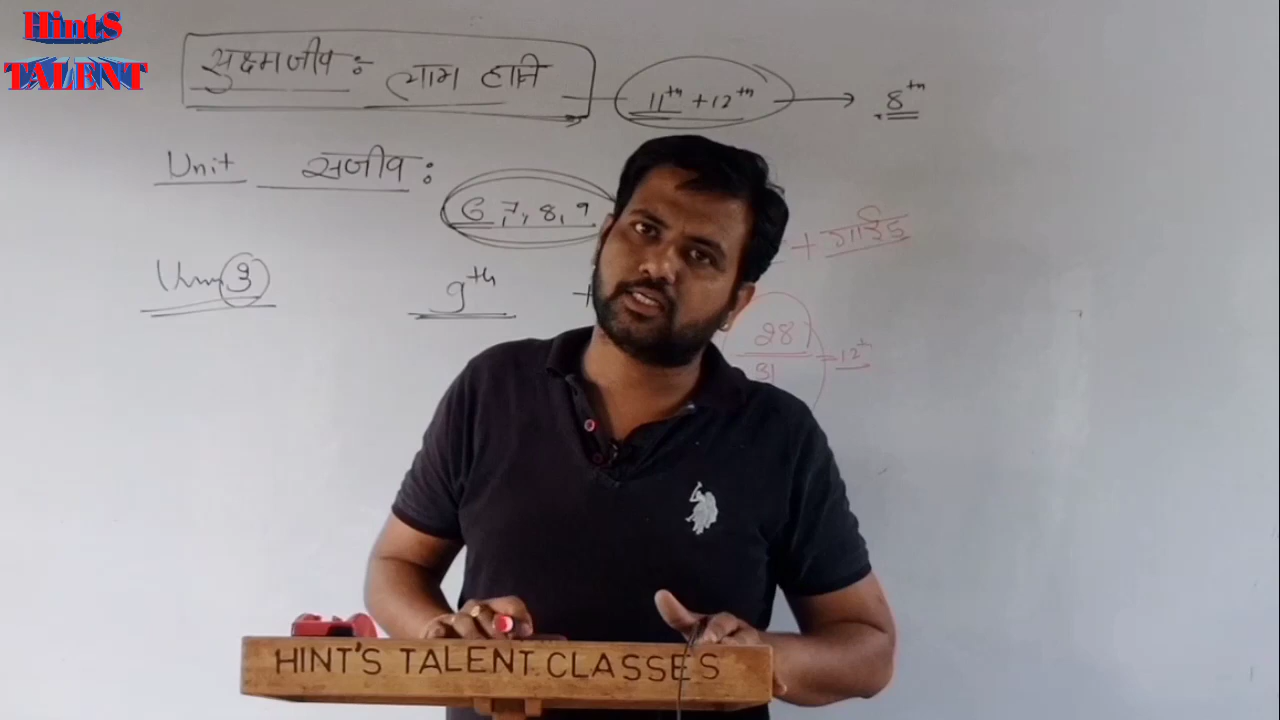 HintS
TALENT
सुक्ष्मजीव : लाभ हानि
11th + 12th → 8th
Unit सजीव :
6, 7, 8, 9
+ गाईड
Unit 3
9th +
28
31
= 12th
HINT'S TALENT CLASSES